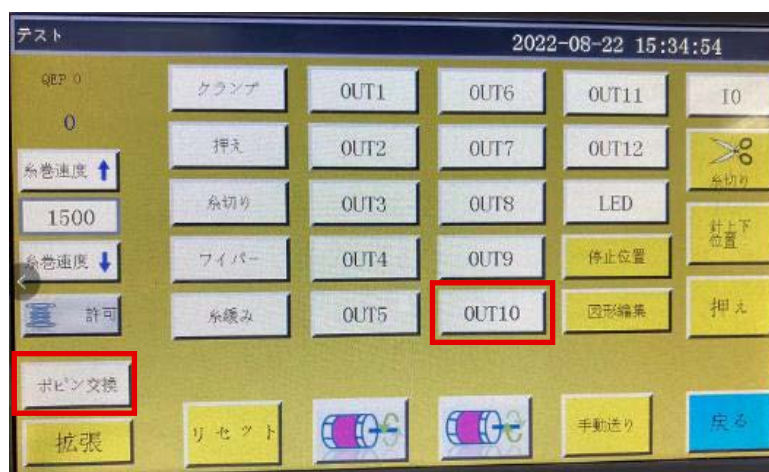 テスト 2022-08-22 15:34:54
QEP 0
0
糸巻速度
1500
糸巻速度
許可
ボビン交換
拡張
クランプ OUT1 OUT6 OUT11 IO
押え OUT2 OUT7 OUT12 糸切り
糸切り OUT3 OUT8 LED 針上下位置
ワイパー OUT4 OUT9 停止位置
糸緩み OUT5 OUT10 図形編集 押え
リセット 手動送り 戻る